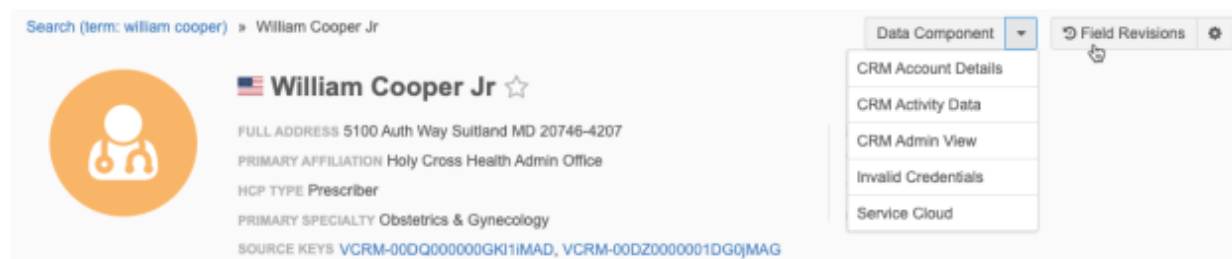 Search (term: william cooper) » William Cooper Jr
Data Component
Field Revisions
William Cooper Jr
FULL ADDRESS 5100 Auth Way Suitland MD 20746-4207
PRIMARY AFFILIATION Holy Cross Health Admin Office
HCP TYPE Prescriber
PRIMARY SPECIALTY Obstetrics & Gynecology
SOURCE KEYS VCRM-00DQ000000GKI1iMAD, VCRM-00DZ0000001DG0jMAG
CRM Account Details
CRM Activity Data
CRM Admin View
Invalid Credentials
Service Cloud